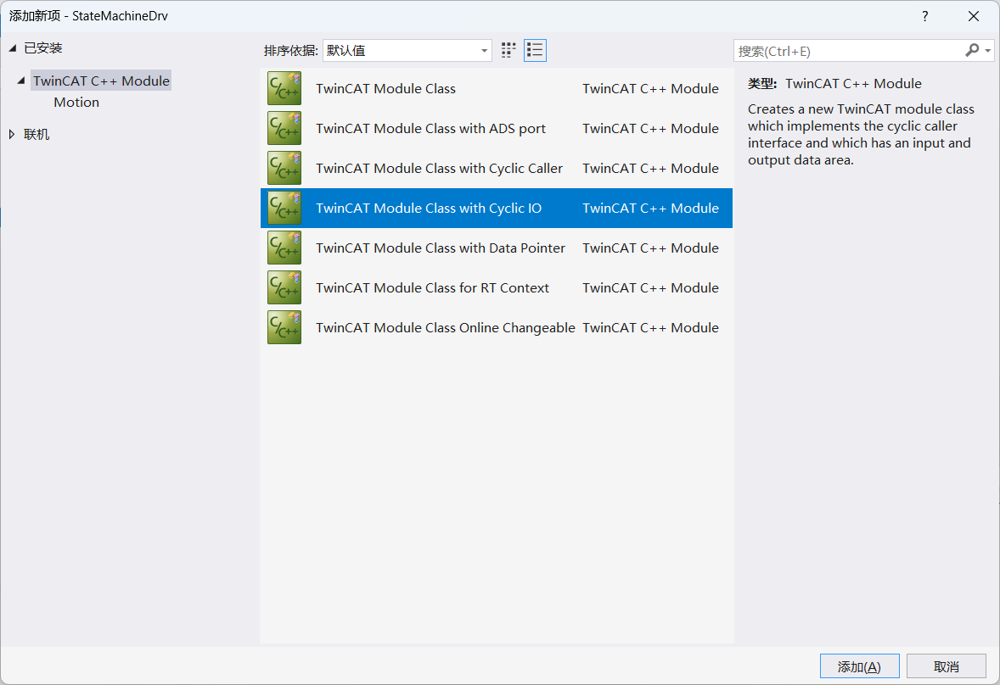 添加新项 - StateMachineDrv
?
已安装
TwinCAT C++ Module
Motion
联机
排序依据: 默认值
搜索(Ctrl+E)
TwinCAT Module Class TwinCAT C++ Module
TwinCAT Module Class with ADS port TwinCAT C++ Module
TwinCAT Module Class with Cyclic Caller TwinCAT C++ Module
TwinCAT Module Class with Cyclic IO TwinCAT C++ Module
TwinCAT Module Class with Data Pointer TwinCAT C++ Module
TwinCAT Module Class for RT Context TwinCAT C++ Module
TwinCAT Module Class Online Changeable TwinCAT C++ Module
类型: TwinCAT C++ Module
Creates a new TwinCAT module class
which implements the cyclic caller
interface and which has an input and
output data area.
添加(A)
取消